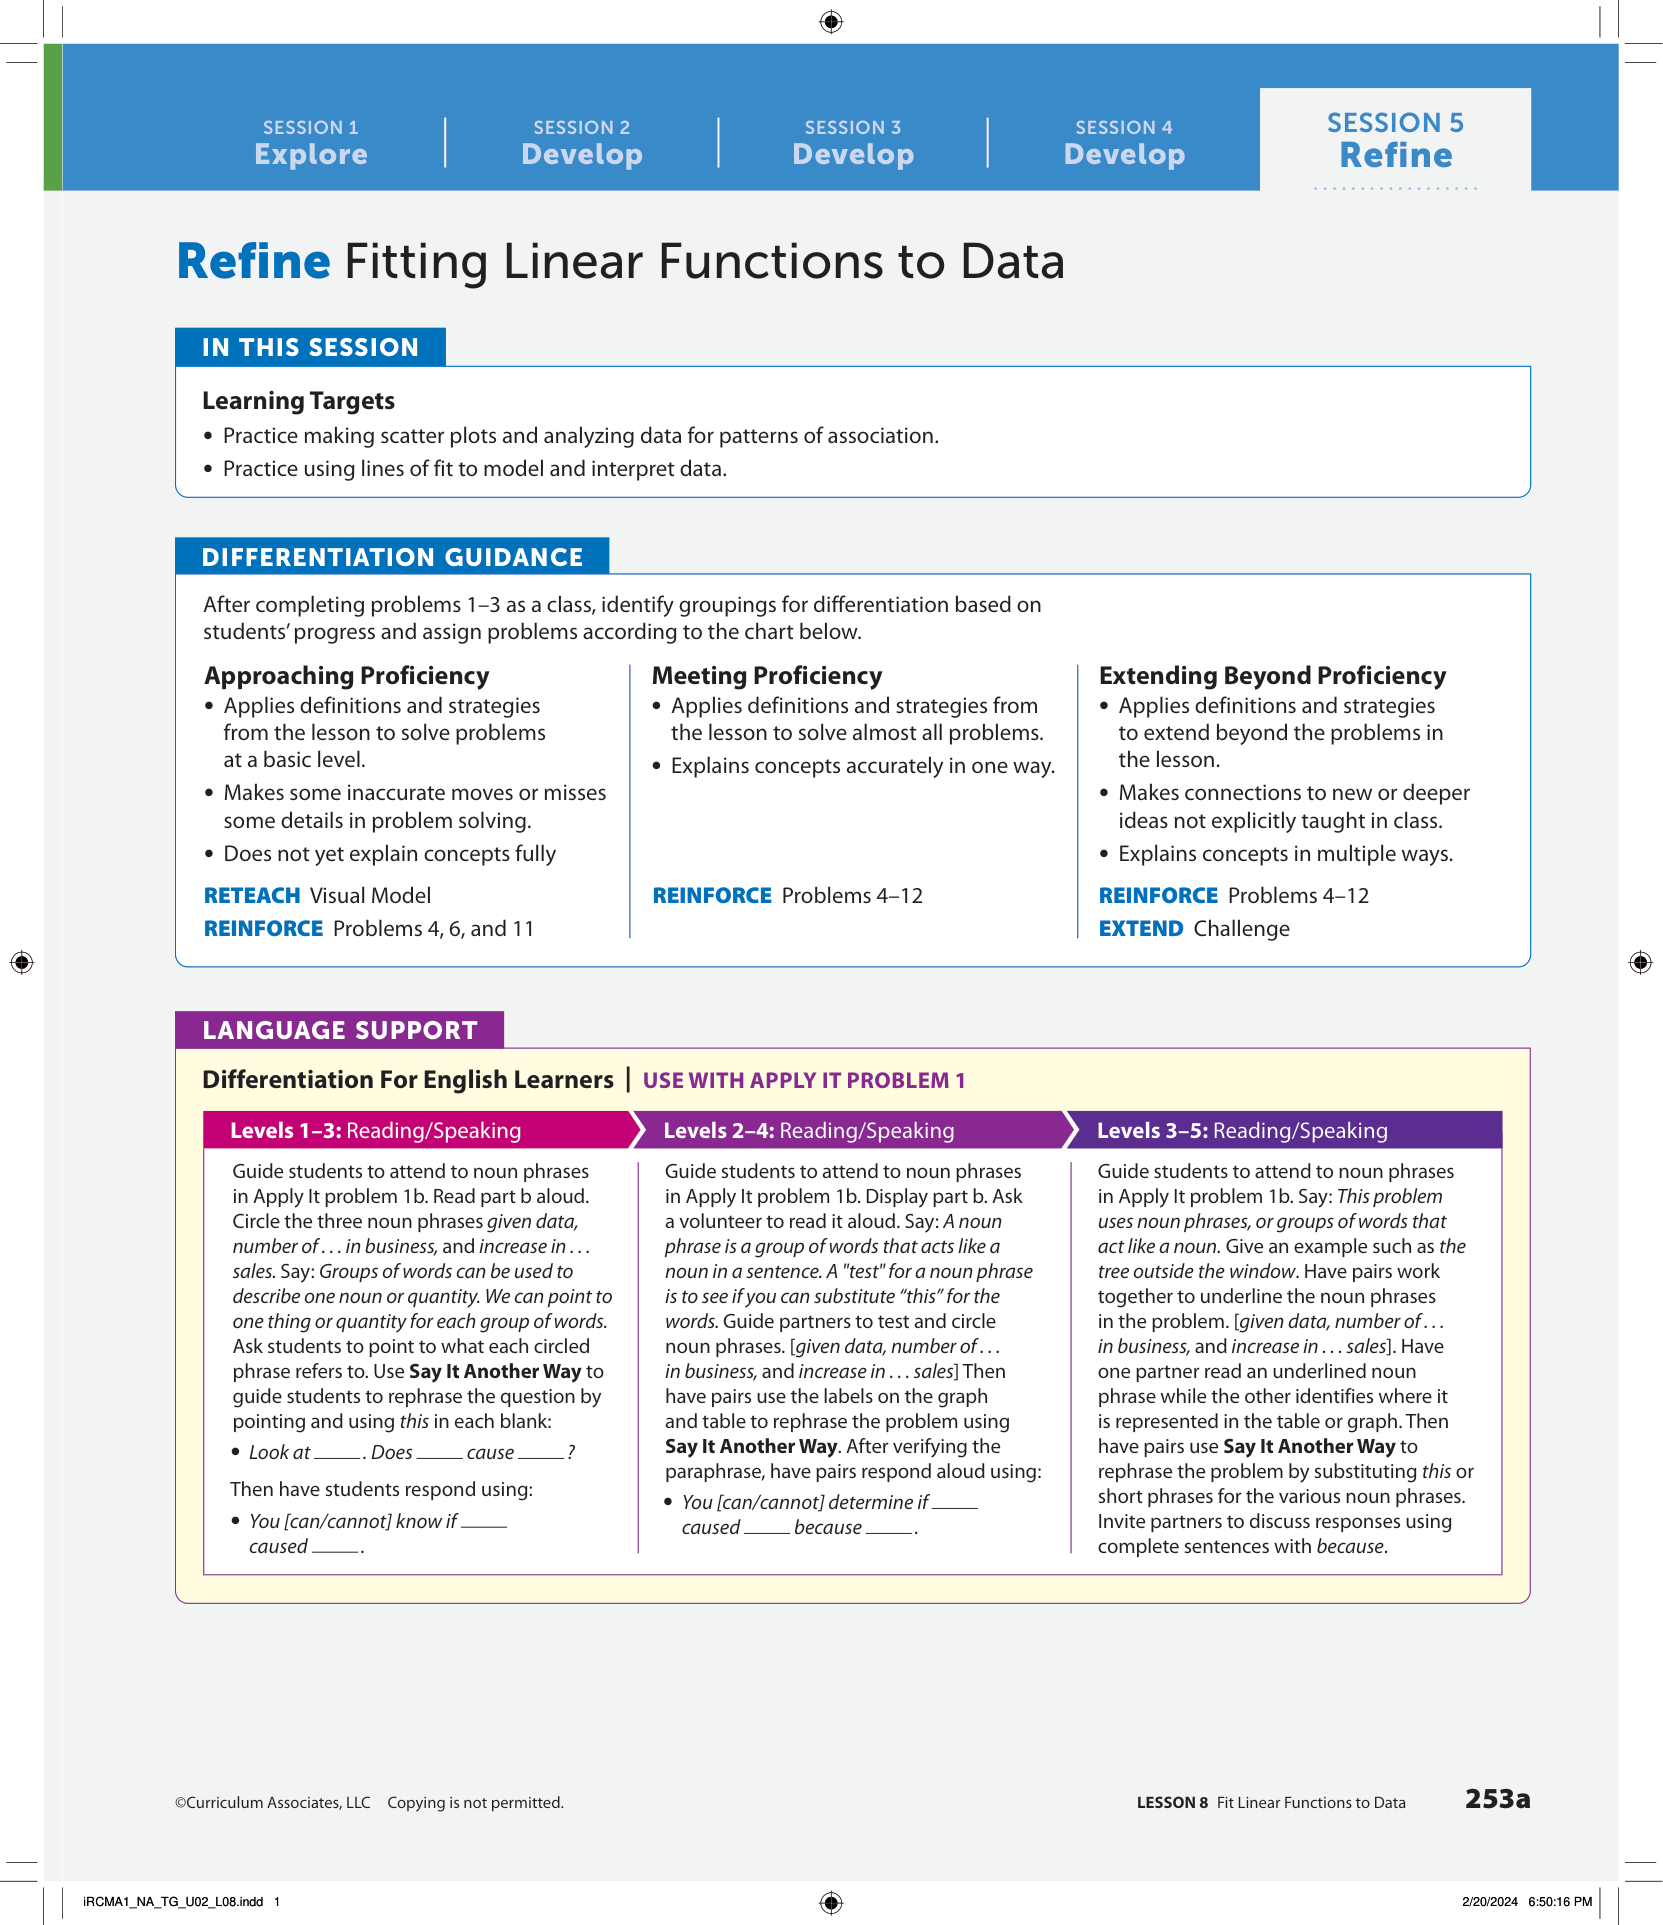 SESSION 1
Explore
SESSION 2
Develop
SESSION 3
Develop
SESSION 4
Develop
SESSION 5
Refine
Refine Fitting Linear Functions to Data
IN THIS SESSION
Learning Targets
• Practice making scatter plots and analyzing data for patterns of association.
• Practice using lines of fit to model and interpret data.
DIFFERENTIATION GUIDANCE
After completing problems 1–3 as a class, identify groupings for differentiation based on
students' progress and assign problems according to the chart below.
Approaching Proficiency
• Applies definitions and strategies
from the lesson to solve problems
at a basic level.
• Makes some inaccurate moves or misses
some details in problem solving.
• Does not yet explain concepts fully
RETEACH Visual Model
REINFORCE Problems 4, 6, and 11
Meeting Proficiency
• Applies definitions and strategies from
the lesson to solve almost all problems.
• Explains concepts accurately in one way.
REINFORCE Problems 4–12
Extending Beyond Proficiency
• Applies definitions and strategies
to extend beyond the problems in
the lesson.
• Makes connections to new or deeper
ideas not explicitly taught in class.
• Explains concepts in multiple ways.
REINFORCE Problems 4–12
EXTEND Challenge
LANGUAGE SUPPORT
Differentiation For English Learners | USE WITH APPLY IT PROBLEM 1
Levels 1–3: Reading/Speaking
Guide students to attend to noun phrases
in Apply It problem 1b. Read part b aloud.
Circle the three noun phrases given data,
number of . . . in business, and increase in . . .
sales. Say: Groups of words can be used to
describe one noun or quantity. We can point to
one thing or quantity for each group of words.
Ask students to point to what each circled
phrase refers to. Use Say It Another Way to
guide students to rephrase the question by
pointing and using this in each blank:
• Look at _____. Does _____ cause _____?
Then have students respond using:
• You [can/cannot] know if _____
caused _____.
Levels 2–4: Reading/Speaking
Guide students to attend to noun phrases
in Apply It problem 1b. Display part b. Ask
a volunteer to read it aloud. Say: A noun
phrase is a group of words that acts like a
noun in a sentence. A "test" for a noun phrase
is to see if you can substitute “this” for the
words. Guide partners to test and circle
noun phrases. [given data, number of . . .
in business, and increase in . . . sales] Then
have pairs use the labels on the graph
and table to rephrase the problem using
Say It Another Way. After verifying the
paraphrase, have pairs respond aloud using:
• You [can/cannot] determine if _____
caused _____ because _____.
Levels 3–5: Reading/Speaking
Guide students to attend to noun phrases
in Apply It problem 1b. Say: This problem
uses noun phrases, or groups of words that
act like a noun. Give an example such as the
tree outside the window. Have pairs work
together to underline the noun phrases
in the problem. [given data, number of . . .
in business, and increase in . . . sales]. Have
one partner read an underlined noun
phrase while the other identifies where it
is represented in the table or graph. Then
have pairs use Say It Another Way to
rephrase the problem by substituting this or
short phrases for the various noun phrases.
Invite partners to discuss responses using
complete sentences with because.
©Curriculum Associates, LLC Copying is not permitted.
LESSON 8 Fit Linear Functions to Data
253a
iRCMA1_NA_TG_U02_L08.indd 1
2/20/2024 6:50:16 PM